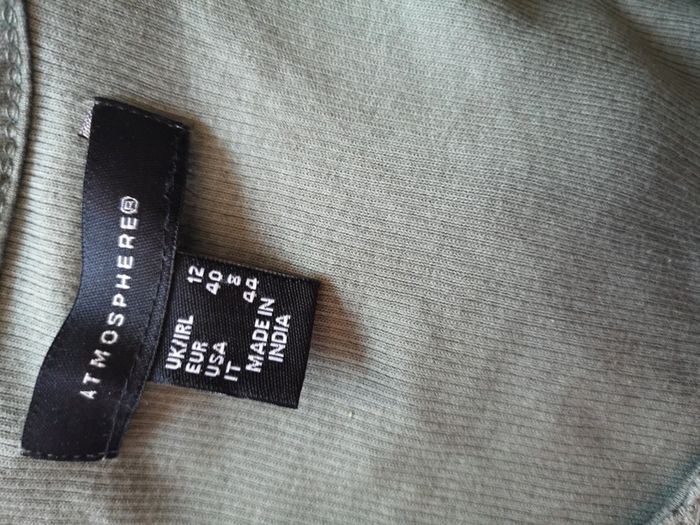 ATMOSPHERE®
UK/IRL 12
EUR 40
USA 8
IT 44
MADE IN
INDIA